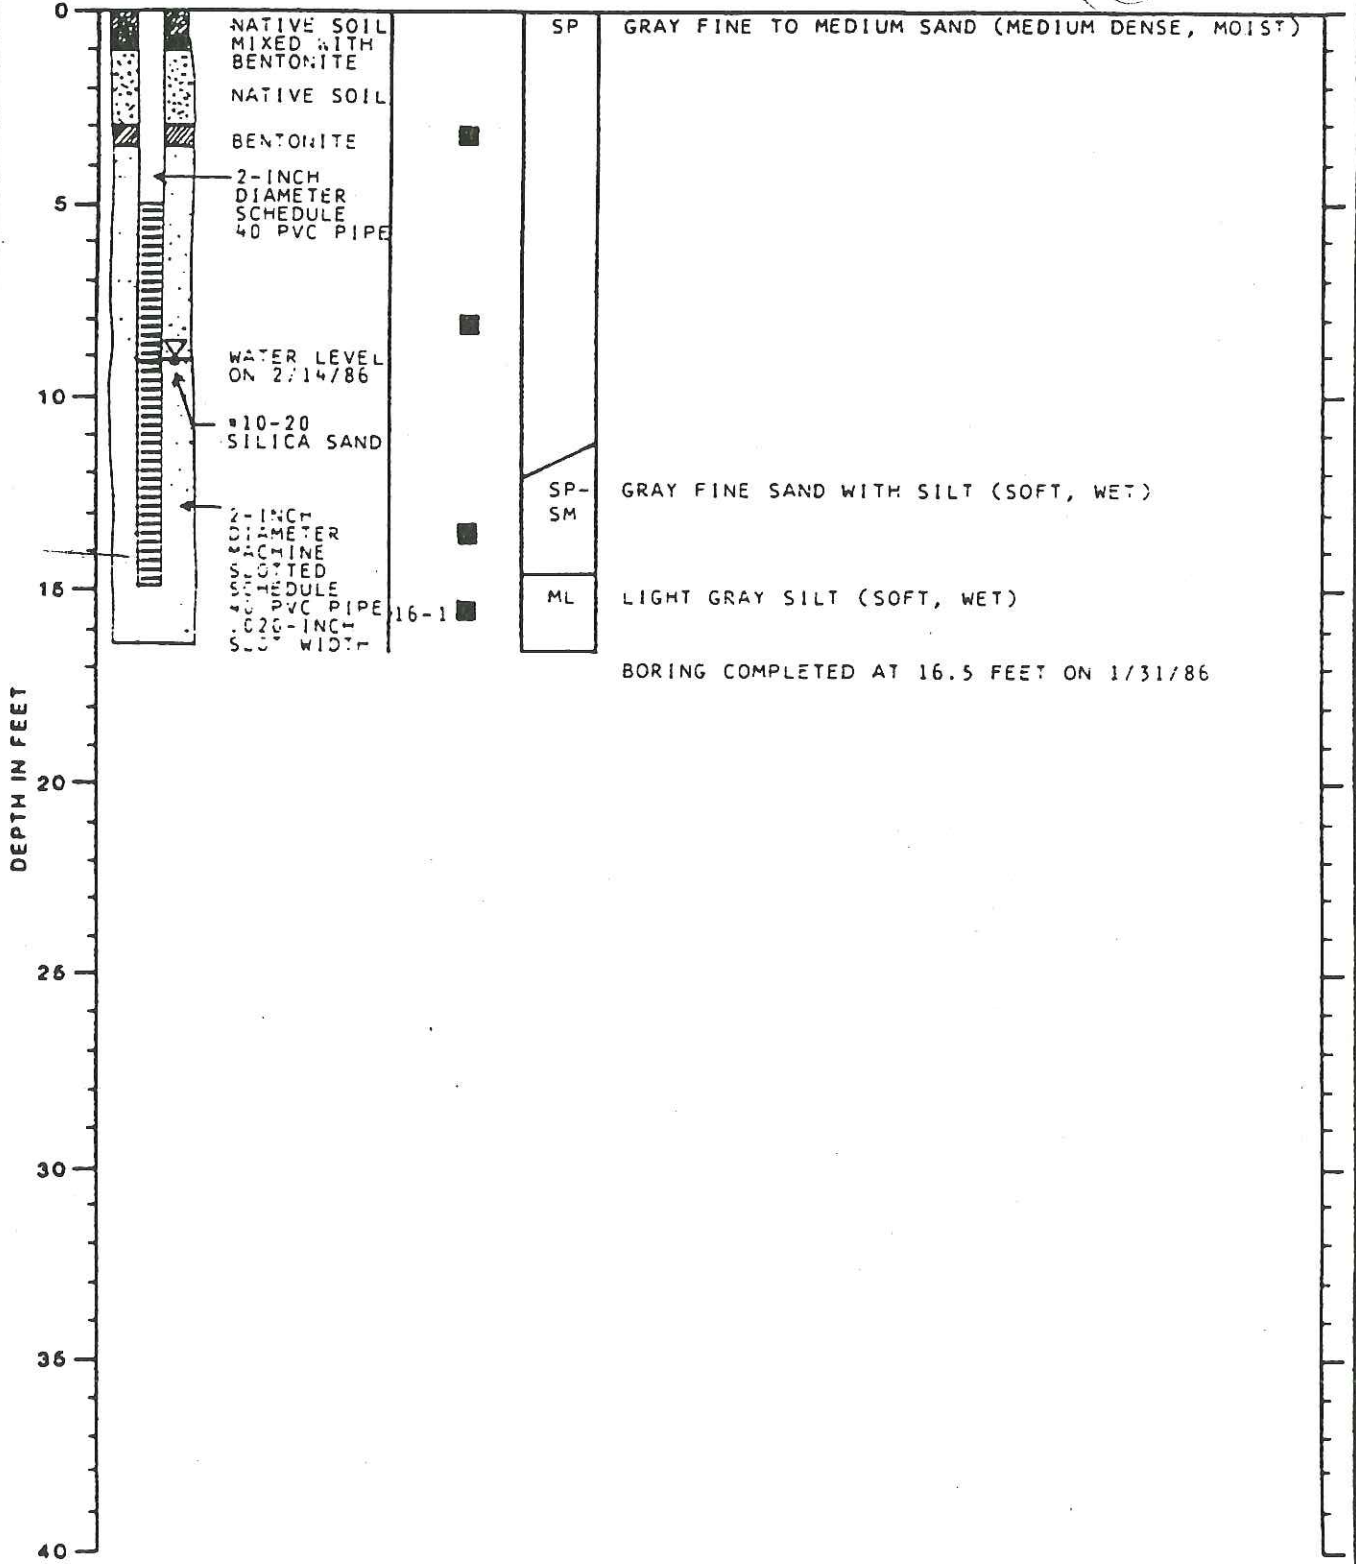 0
NATIVE SOIL
MIXED WITH
BENTONITE
NATIVE SOIL
BENTONITE
2-INCH
DIAMETER
SCHEDULE
40 PVC PIPE
WATER LEVEL
ON 2/14/86
#10-20
SILICA SAND
2-INCH
DIAMETER
MACHINE
SLOTTED
SCHEDULE
40 PVC PIPE
.020-INCH
SLOT WIDTH
16-1
SP
GRAY FINE TO MEDIUM SAND (MEDIUM DENSE, MOIST)
SP-
SM
GRAY FINE SAND WITH SILT (SOFT, WET)
ML
LIGHT GRAY SILT (SOFT, WET)
BORING COMPLETED AT 16.5 FEET ON 1/31/86
5
10
15
20
25
30
35
40
DEPTH IN FEET